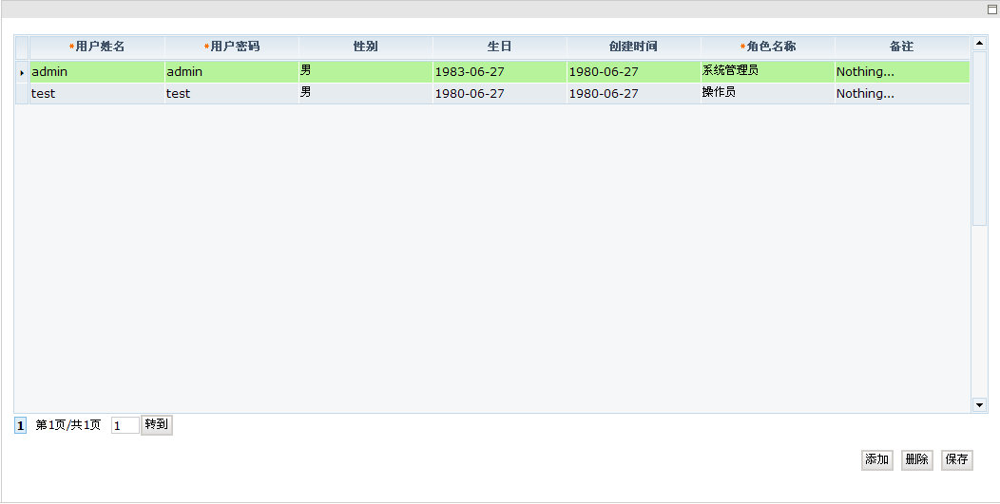 *用户姓名 *用户密码 性别 生日 创建时间 *角色名称 备注
admin admin 男 1983-06-27 1980-06-27 系统管理员 Nothing...
test test 男 1980-06-27 1980-06-27 操作员 Nothing...
1 第1页/共1页 1 转到
添加 删除 保存